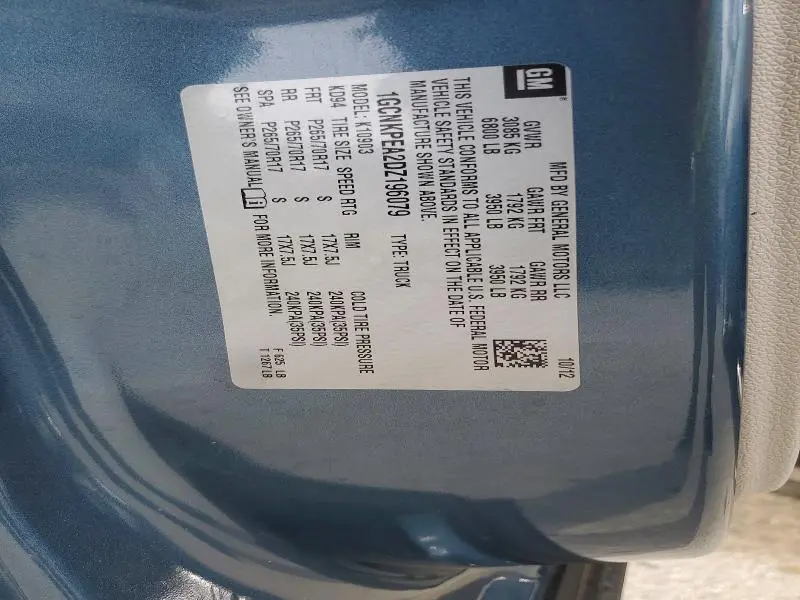 GM ®
MFD BY GENERAL MOTORS LLC 10/12
GVWR GAWR FRT GAWR RR
3085 KG 1792 KG 1792 KG
6800 LB 3950 LB 3950 LB
THIS VEHICLE CONFORMS TO ALL APPLICABLE U.S. FEDERAL MOTOR
VEHICLE SAFETY STANDARDS IN EFFECT ON THE DATE OF
MANUFACTURE SHOWN ABOVE.
1GCNKPEA2DZ196079 TYPE: TRUCK
MODEL: K10903
KD94 TIRE SIZE SPEED RTG RIM COLD TIRE PRESSURE
FRT P265/70R17 S 17X7.5J 240KPA(35PSI)
RR P265/70R17 S 17X7.5J 240KPA(35PSI)
SPA P265/70R17 S 17X7.5J 240KPA(35PSI)
SEE OWNER'S MANUAL i FOR MORE INFORMATION.
F 625 LB
T 1267 LB